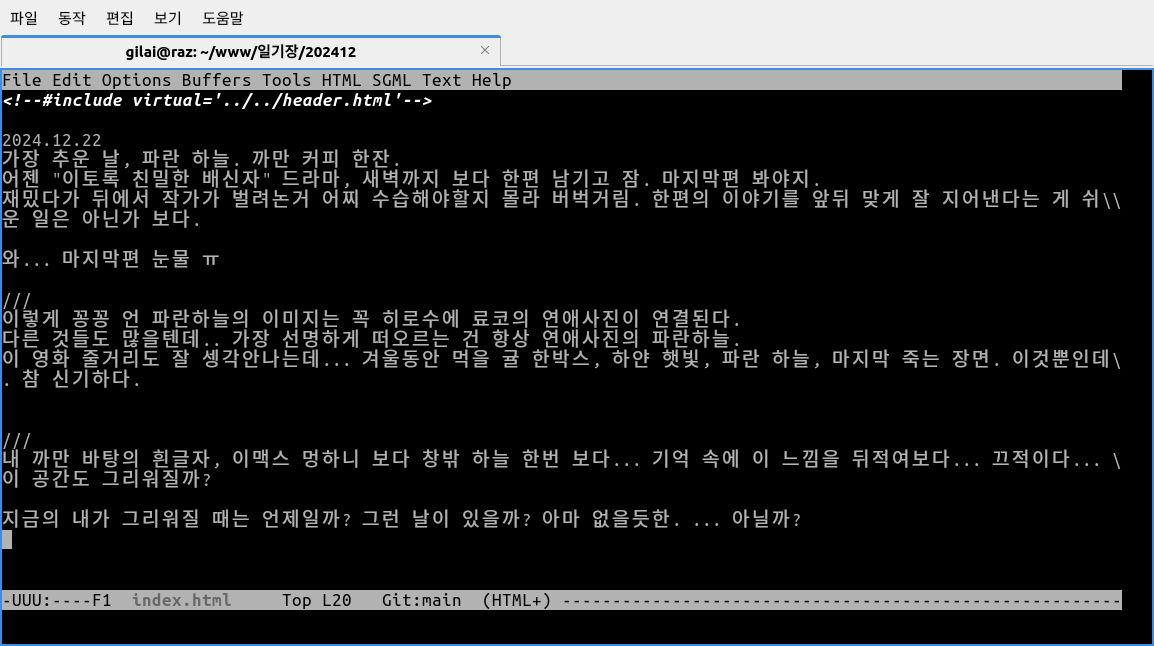 파일 동작 편집 보기 도움말
gilai@raz: ~/www/일기장/202412 ×
File Edit Options Buffers Tools HTML SGML Text Help
<!--#include virtual='../../header.html'-->
2024.12.22
가장 추운 날, 파란 하늘. 까만 커피 한잔.
어젠 "이토록 친밀한 배신자" 드라마, 새벽까지 보다 한편 남기고 잠. 마지막편 봐야지.
재밌다가 뒤에서 작가가 벌려논거 어찌 수습해야할지 몰라 버벅거림. 한편의 이야기를 앞뒤 맞게 잘 지어낸다는 게 쉬\\
운 일은 아닌가 보다.
와... 마지막편 눈물 ㅠ
///
이렇게 꽁꽁 언 파란하늘의 이미지는 꼭 히로수에 료코의 연애사진이 연결된다.
다른 것들도 많을텐데.. 가장 선명하게 떠오르는 건 항상 연애사진의 파란하늘.
이 영화 줄거리도 잘 셍각안나는데... 겨울동안 먹을 귤 한박스, 하얀 햇빛, 파란 하늘, 마지막 죽는 장면. 이것뿐인데\
. 참 신기하다.
///
내 까만 바탕의 흰글자, 이맥스 멍하니 보다 창밖 하늘 한번 보다... 기억 속에 이 느낌을 뒤적여보다... 끄적이다... \
이 공간도 그리워질까?
지금의 내가 그리워질 때는 언제일까? 그런 날이 있을까? 아마 없을듯한. ... 아닐까?
-UUU:----F1 index.html Top L20 Git:main (HTML+) --------------------------------------------------------